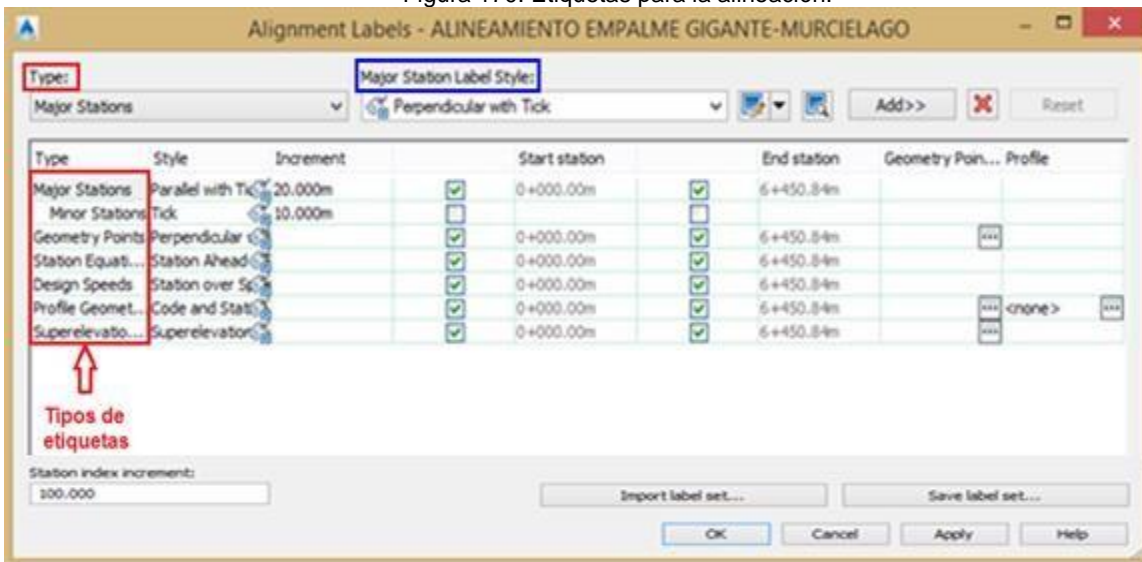 Figura 170. Etiquetas para la alineación.
Alignment Labels - ALINEAMIENTO EMPALME GIGANTE-MURCIELAGO
Type: Major Station Label Style:
Major Stations Perpendicular with Tick Add>> Reset
Type Style Increment Start station End station Geometry Poin... Profile
Major Stations Parallel with Tic 20.000m 0+000.00m 6+450.84m
Minor Stations Tick 10.000m
Geometry Points Perpendicular 0+000.00m 6+450.84m
Station Equati... Station Ahead 0+000.00m 6+450.84m
Design Speeds Station over Sp 0+000.00m 6+450.84m
Profile Geomet... Code and Stati 0+000.00m 6+450.84m <none>
Superelevatio... Superelevation 0+000.00m 6+450.84m
Tipos de
etiquetas
Station index increment:
100.000 Import label set... Save label set...
OK Cancel Apply Help